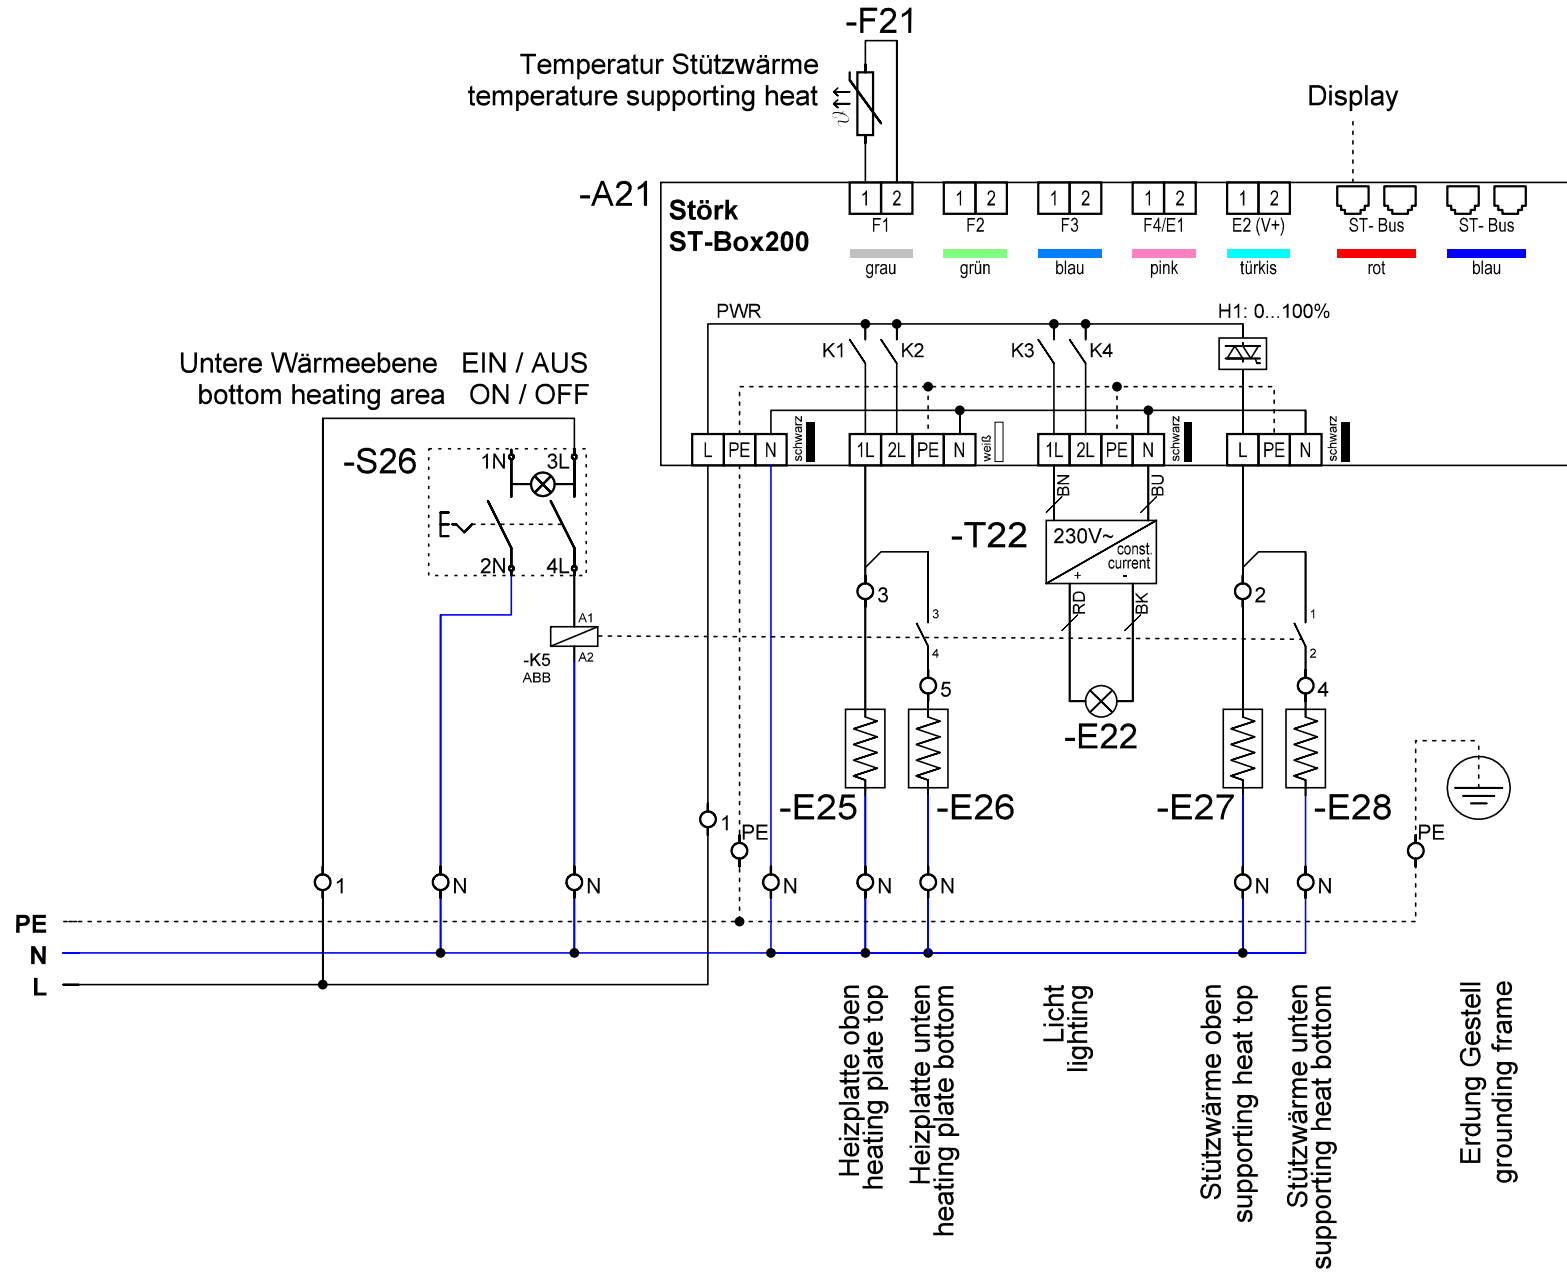 -F21
Temperatur Stützwärme
temperature supporting heat
ϑ
Display
-A21
Störk
ST-Box200
1 2
F1
grau
1 2
F2
grün
1 2
F3
blau
1 2
F4/E1
pink
1 2
E2 (V+)
türkis
ST- Bus
rot
ST- Bus
blau
PWR
H1: 0...100%
K1
K2
K3
K4
Untere Wärmeebene EIN / AUS
bottom heating area ON / OFF
L PE N
schwarz
1L 2L PE N
weiß
1L 2L PE N
schwarz
L PE N
schwarz
-S26
1N
3L
2N
4L
BN
BU
-T22
230V~
const.
current
+ -
RD
BK
3
2
3
4
1
2
A1
-K5
A2
ABB
5
4
-E22
-E25
-E26
-E27
-E28
1
PE
PE
1
N
N
N
N
N
N
N
PE
N
L
Heizplatte oben
heating plate top
Heizplatte unten
heating plate bottom
Licht
lighting
Stützwärme oben
supporting heat top
Stützwärme unten
supporting heat bottom
Erdung Gestell
grounding frame